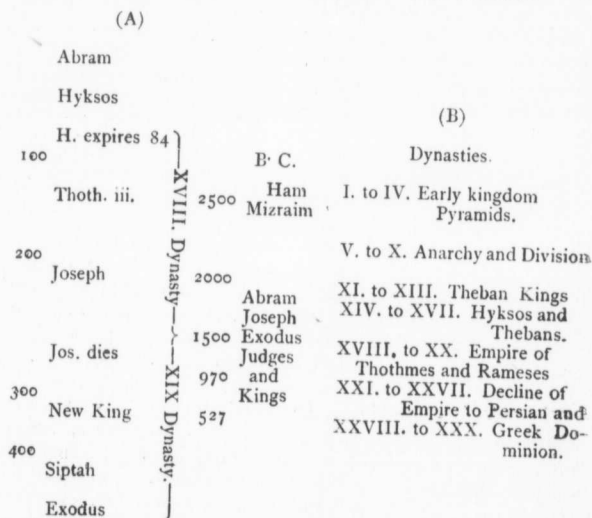 (A)
Abram
Hyksos
H. expires 84
100
Thoth. iii.
200
Joseph
Jos. dies
300
New King
400
Siptah
Exodus
XVIII. Dynasty
XIX Dynasty.
B. C.
2500
Ham
Mizraim
2000
Abram
Joseph
1500 Exodus
Judges
970 and
Kings
527
(B)
Dynasties.
I. to IV. Early kingdom
Pyramids.
V. to X. Anarchy and Division
XI. to XIII. Theban Kings
XIV. to XVII. Hyksos and
Thebans.
XVIII, to XX. Empire of
Thothmes and Rameses
XXI. to XXVII. Decline of
Empire to Persian and
XXVIII. to XXX. Greek Do-
minion.